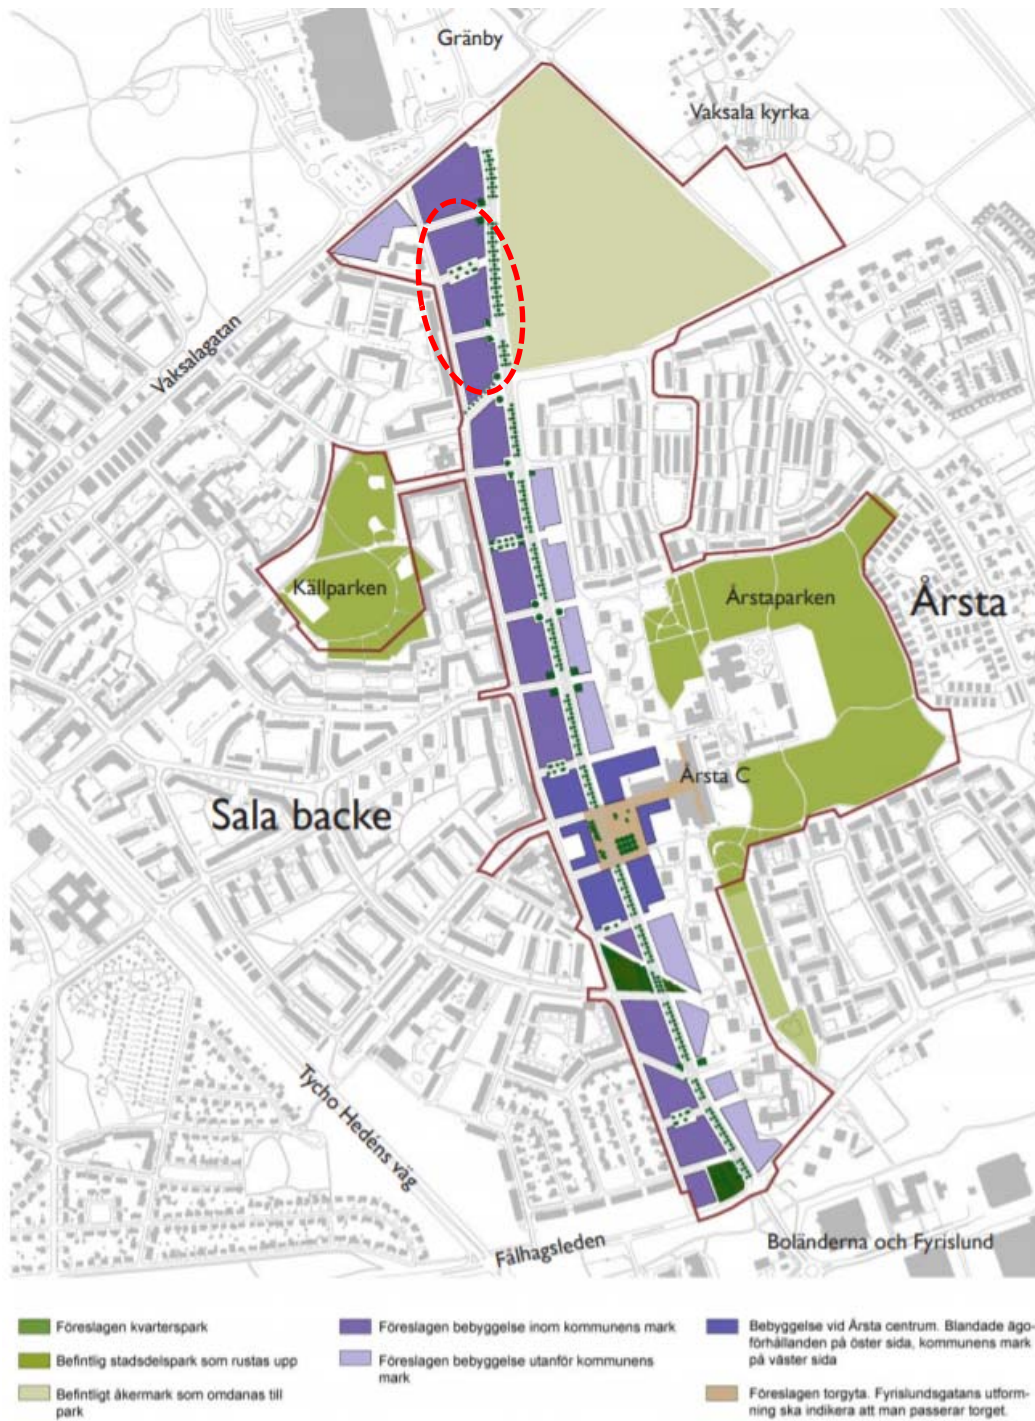 Gränby
Vaksala kyrka
Vaksalagatan
Källparken
Årstaparken
Årsta
Årsta C
Sala backe
Tycho Hedéns väg
Fålhagsleden
Boländerna och Fyrislund
Föreslagen kvarterspark
Befintlig stadsdelspark som rustas upp
Befintligt åkermark som omdanas till
park
Föreslagen bebyggelse inom kommunens mark
Föreslagen bebyggelse utanför kommunens
mark
Bebyggelse vid Årsta centrum. Blandade ägo-
förhållanden på öster sida, kommunens mark
på väster sida
Föreslagen torgyta. Fyrislundsgatans utform-
ning ska indikera att man passerar torget.